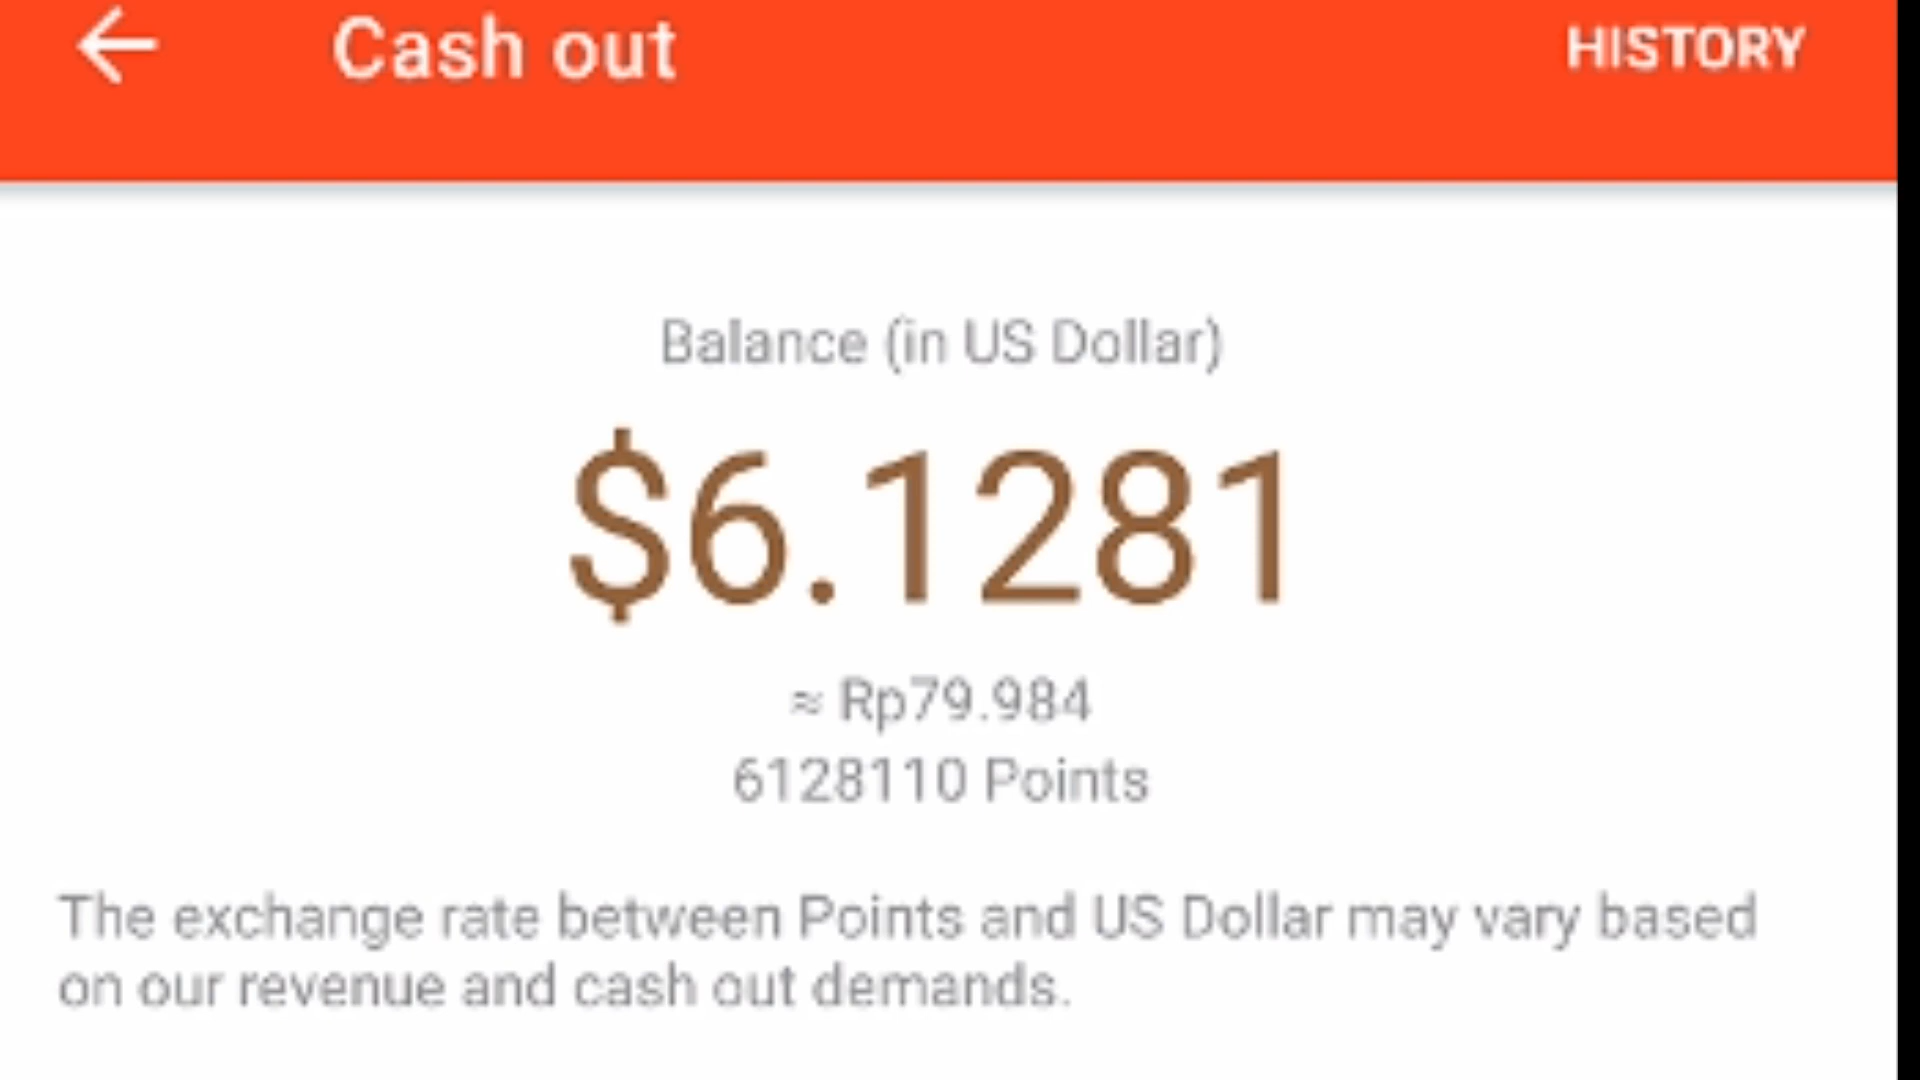 Cash out
HISTORY
Balance (in US Dollar)
$6.1281
≈ Rp79.984
6128110 Points
The exchange rate between Points and US Dollar may vary based
on our revenue and cash out demands.